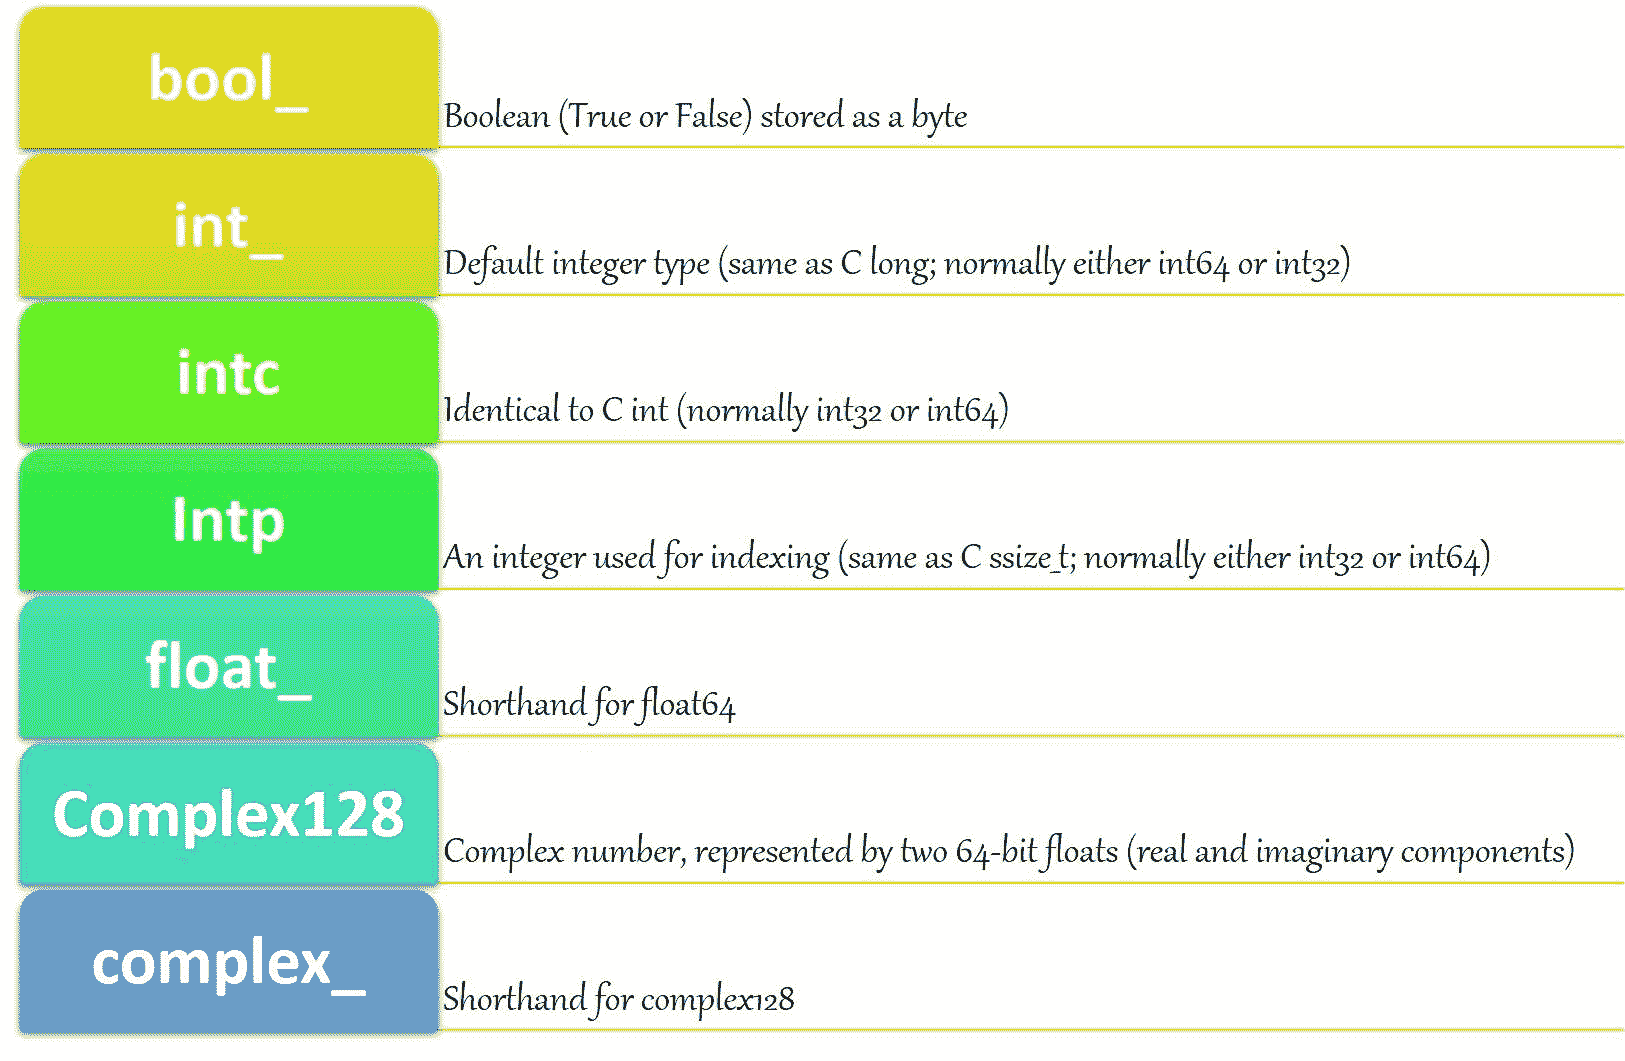 bool_
Boolean (True or False) stored as a byte
int_
Default integer type (same as C long; normally either int64 or int32)
intc
Identical to C int (normally int32 or int64)
Intp
An integer used for indexing (same as C ssize_t; normally either int32 or int64)
float_
Shorthand for float64
Complex128
Complex number, represented by two 64-bit floats (real and imaginary components)
complex_
Shorthand for complex128